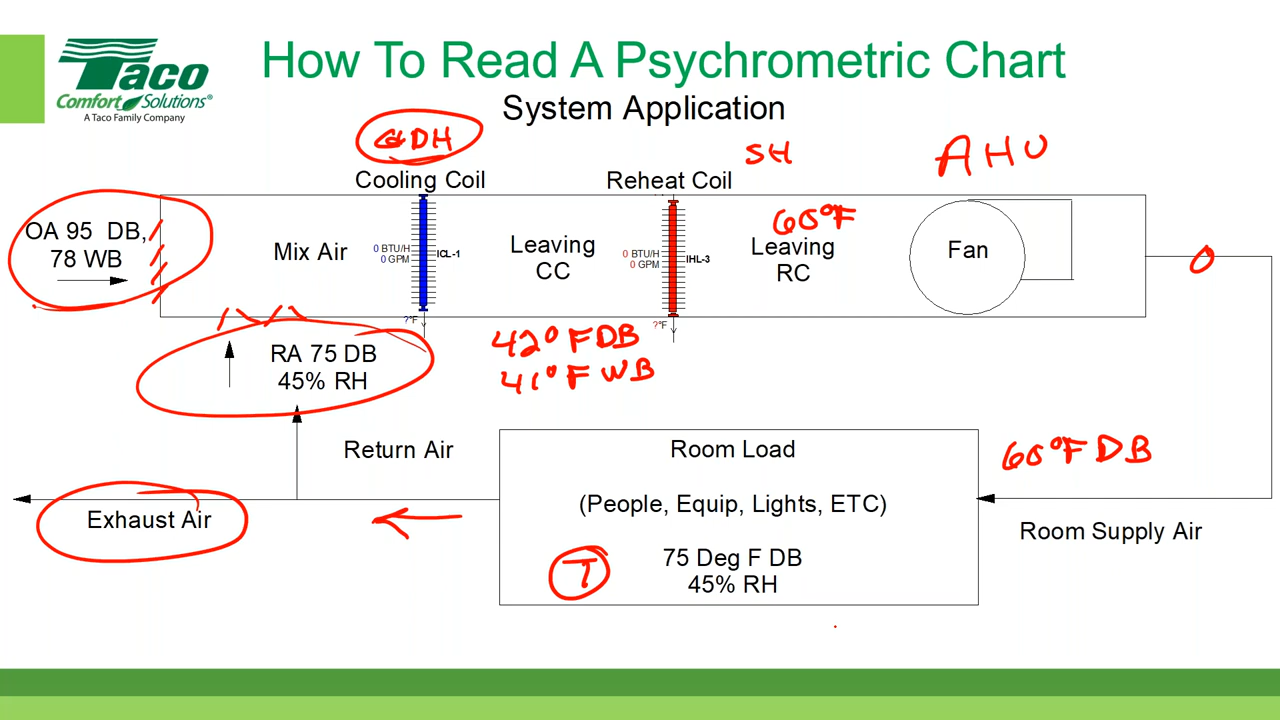 Taco
Comfort Solutions®
A Taco Family Company
How To Read A Psychrometric Chart
System Application
DH
SH
AHU
Cooling Coil
Reheat Coil
OA 95 DB,
78 WB
Mix Air
0 BTU/H
0 GPM
ICL-1
?°F
Leaving
CC
0 BTU/H
0 GPM
IHL-3
?°F
60°F
Leaving
RC
Fan
RA 75 DB
45% RH
42°F DB
41°F WB
Return Air
Exhaust Air
Room Load
(People, Equip, Lights, ETC)
T
75 Deg F DB
45% RH
60°F DB
Room Supply Air